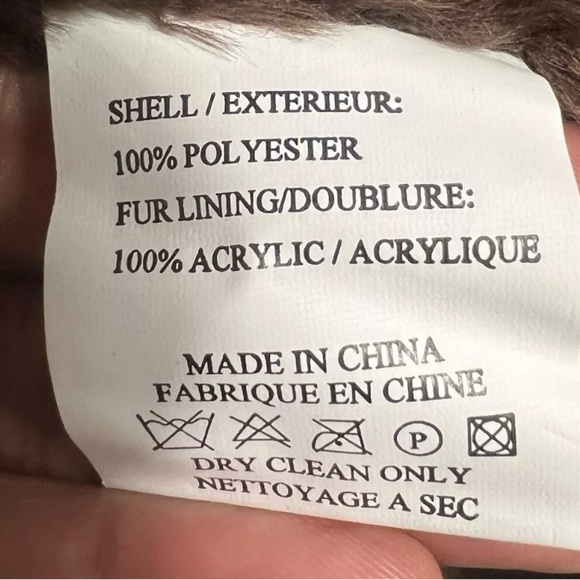 SHELL / EXTERIEUR:
100% POLYESTER
FUR LINING/DOUBLURE:
100% ACRYLIC / ACRYLIQUE
MADE IN CHINA
FABRIQUE EN CHINE
P
DRY CLEAN ONLY
NETTOYAGE A SEC